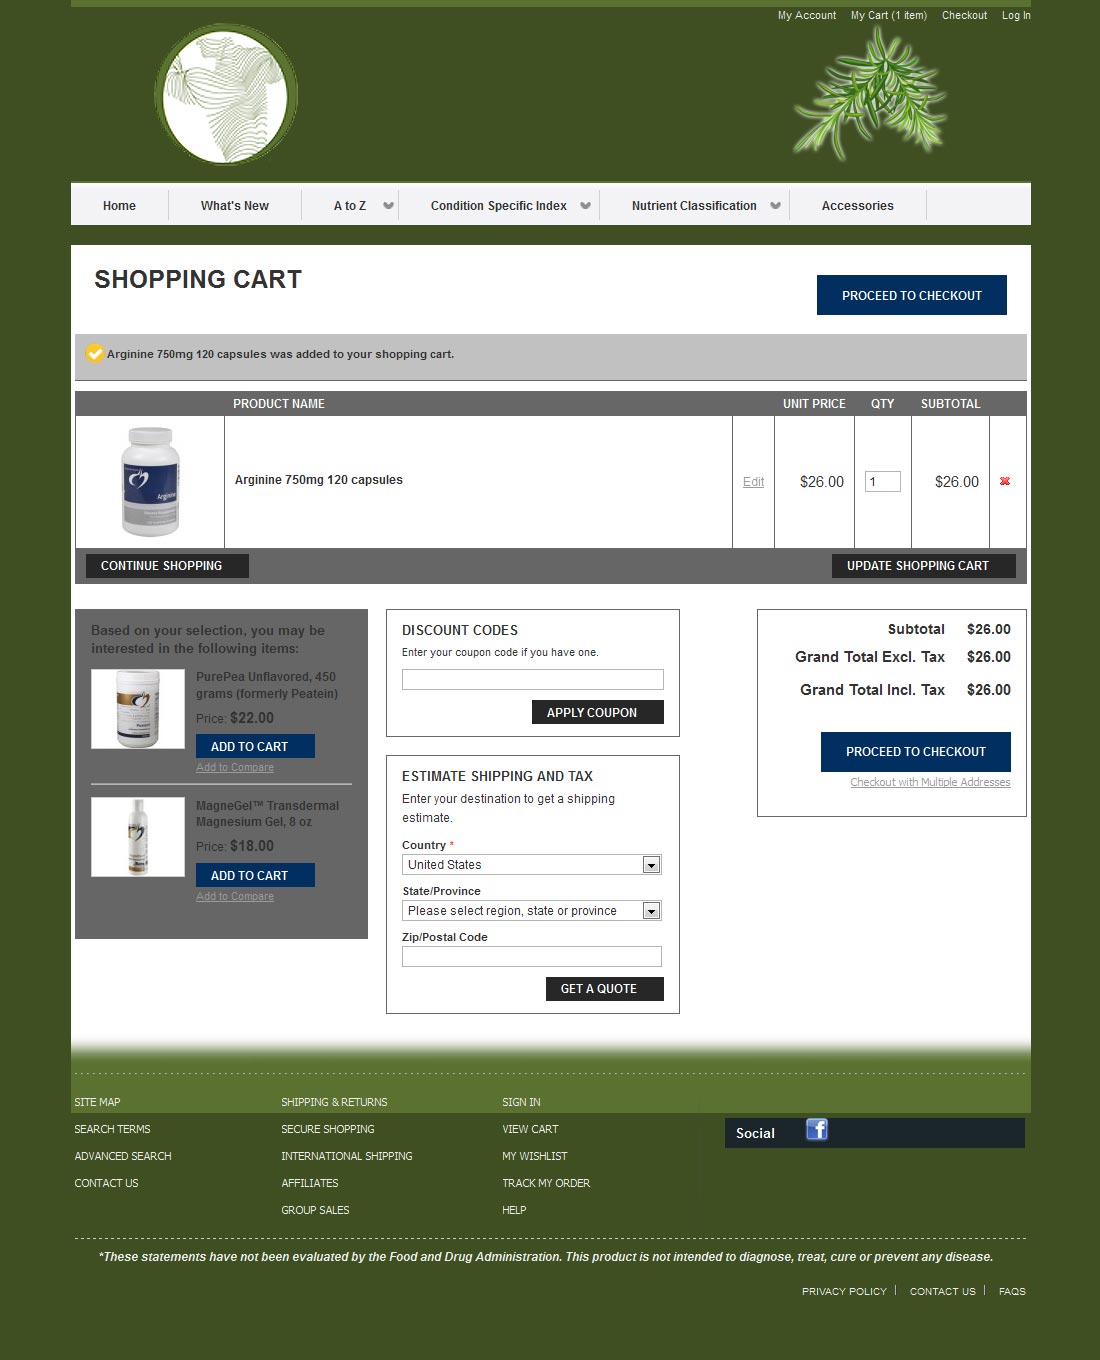 My Account My Cart (1 item) Checkout Log In
Home What's New A to Z Condition Specific Index Nutrient Classification Accessories
SHOPPING CART
PROCEED TO CHECKOUT
Arginine 750mg 120 capsules was added to your shopping cart.
PRODUCT NAME UNIT PRICE QTY SUBTOTAL
Arginine
Arginine 750mg 120 capsules Edit $26.00 1 $26.00
CONTINUE SHOPPING UPDATE SHOPPING CART
Based on your selection, you may be
interested in the following items:
PurePea Unflavored, 450
grams (formerly Peatein)
Price: $22.00
ADD TO CART
Add to Compare
MagneGel™ Transdermal
Magnesium Gel, 8 oz
Price: $18.00
ADD TO CART
Add to Compare
DISCOUNT CODES
Enter your coupon code if you have one.
APPLY COUPON
ESTIMATE SHIPPING AND TAX
Enter your destination to get a shipping
estimate.
Country *
United States
State/Province
Please select region, state or province
Zip/Postal Code
GET A QUOTE
Subtotal $26.00
Grand Total Excl. Tax $26.00
Grand Total Incl. Tax $26.00
PROCEED TO CHECKOUT
Checkout with Multiple Addresses
SITE MAP
SEARCH TERMS
ADVANCED SEARCH
CONTACT US
SHIPPING & RETURNS
SECURE SHOPPING
INTERNATIONAL SHIPPING
AFFILIATES
GROUP SALES
SIGN IN
VIEW CART
MY WISHLIST
TRACK MY ORDER
HELP
Social f
*These statements have not been evaluated by the Food and Drug Administration. This product is not intended to diagnose, treat, cure or prevent any disease.
PRIVACY POLICY | CONTACT US | FAQS